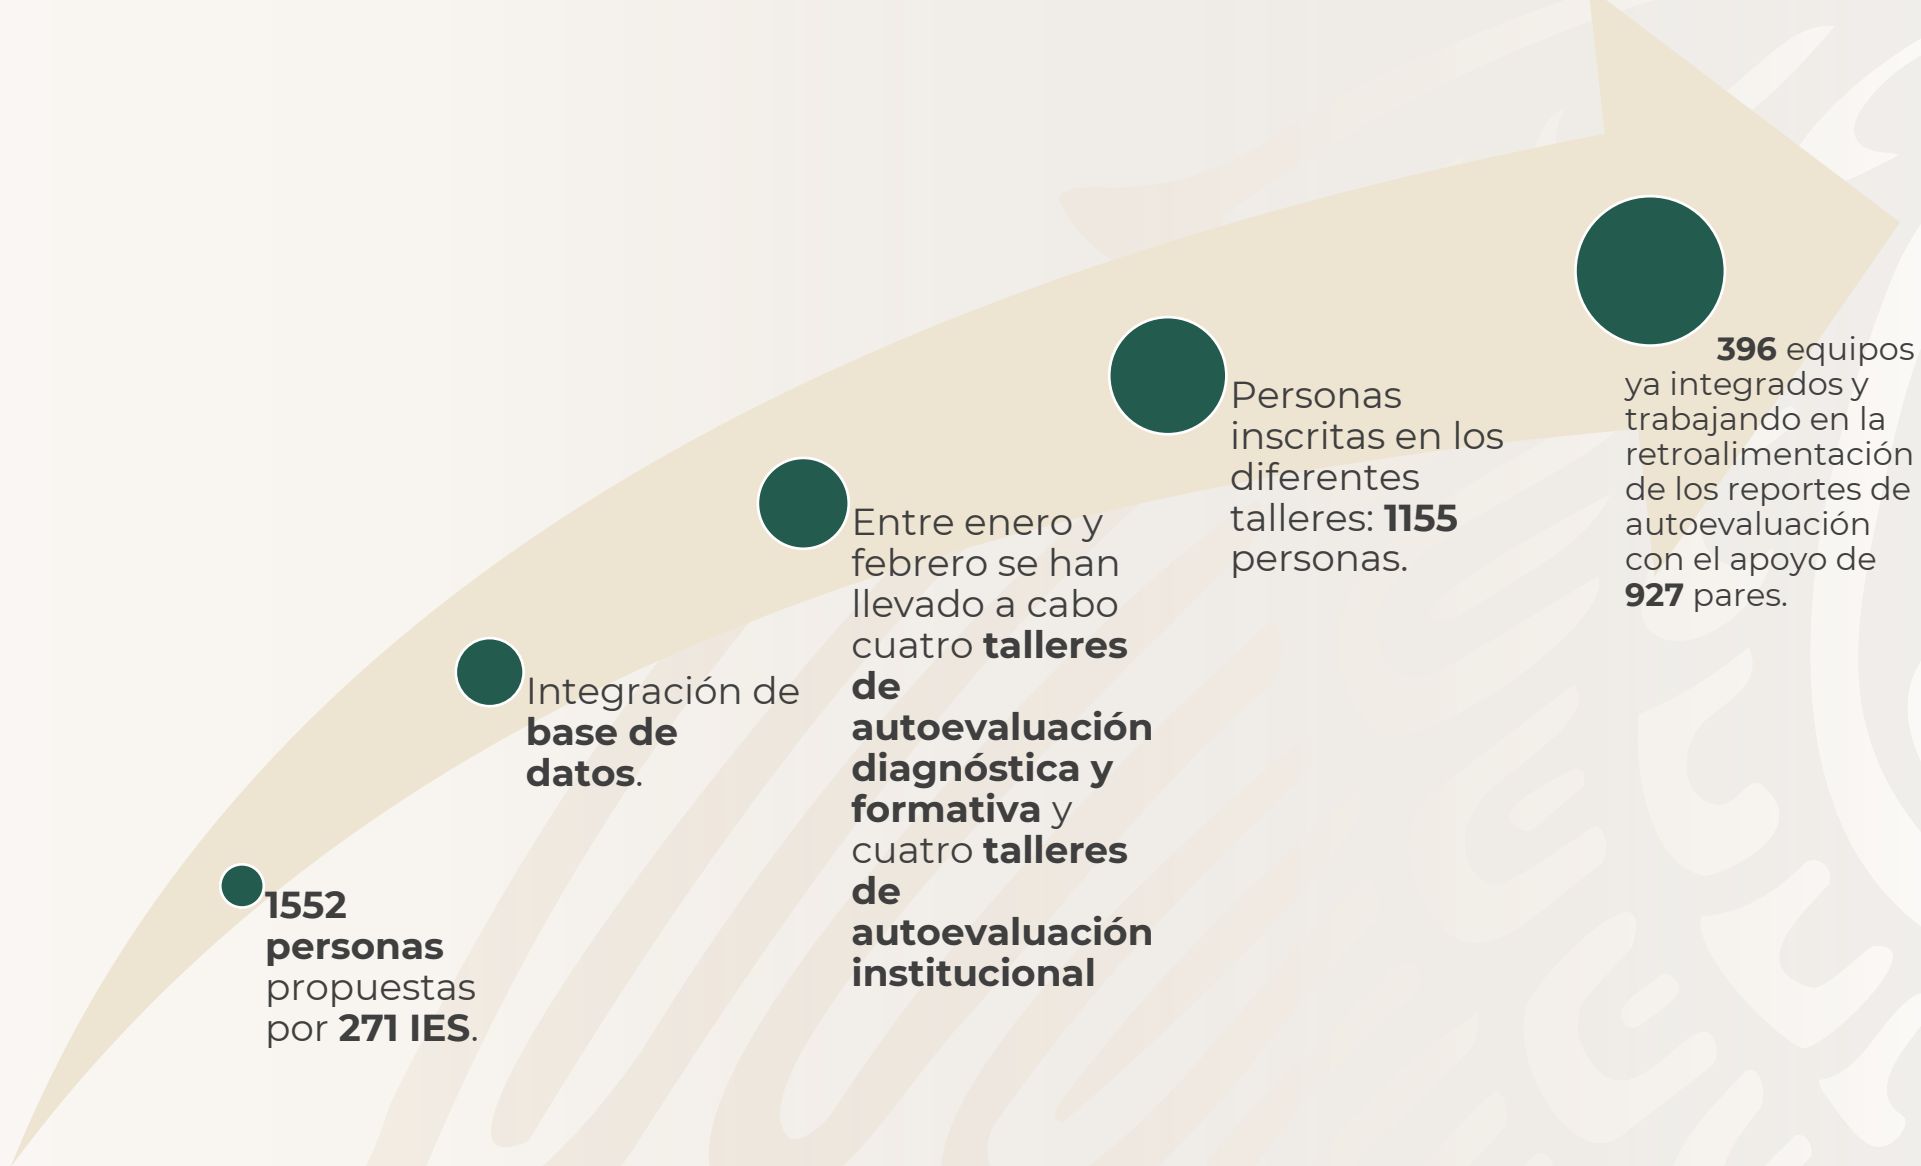 1552
personas
propuestas
por 271 IES.
Integración de
base de
datos.
Entre enero y
febrero se han
llevado a cabo
cuatro talleres
de
autoevaluación
diagnóstica y
formativa y
cuatro talleres
de
autoevaluación
institucional
Personas
inscritas en los
diferentes
talleres: 1155
personas.
396 equipos
ya integrados y
trabajando en la
retroalimentación
de los reportes de
autoevaluación
con el apoyo de
927 pares.